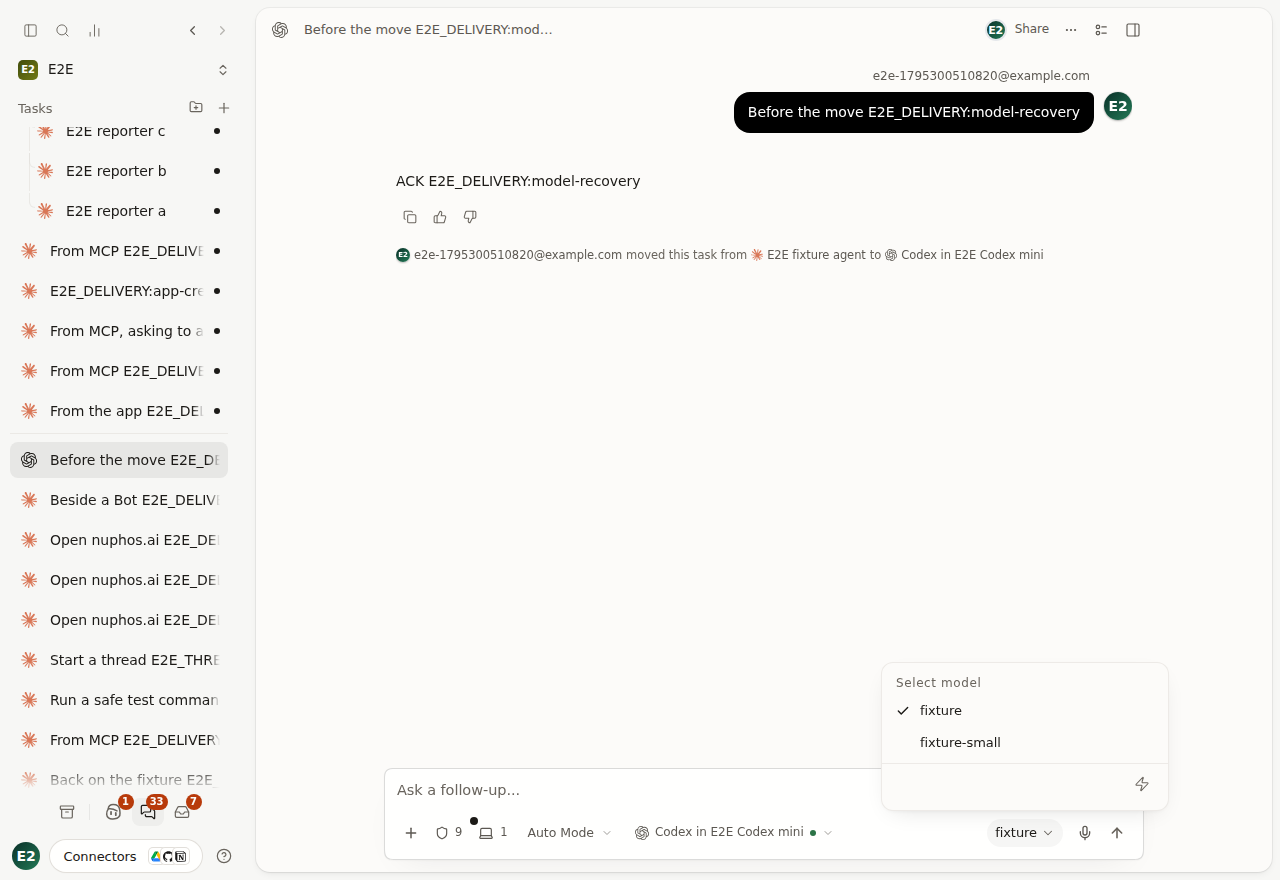 Before the move E2E_DELIVERY:mod...
E2 Share
E2 E2E
Tasks
E2E reporter c
E2E reporter b
E2E reporter a
From MCP E2E_DELIVE
E2E_DELIVERY:app-cre
From MCP, asking to a
From MCP E2E_DELIVE
From the app E2E_DEL
Before the move E2E_DE
Beside a Bot E2E_DELIV
Open nuphos.ai E2E_DE
Open nuphos.ai E2E_DE
Open nuphos.ai E2E_DE
Start a thread E2E_THRE
Run a safe test comman
From MCP E2E_DELIVERY
Back on the fixture E2E_
1 33 7
E2 Connectors
e2e-1795300510820@example.com
Before the move E2E_DELIVERY:model-recovery E2
ACK E2E_DELIVERY:model-recovery
E2 e2e-1795300510820@example.com moved this task from E2E fixture agent to Codex in E2E Codex mini
Select model
fixture
fixture-small
Ask a follow-up...
9 1 Auto Mode Codex in E2E Codex mini fixture